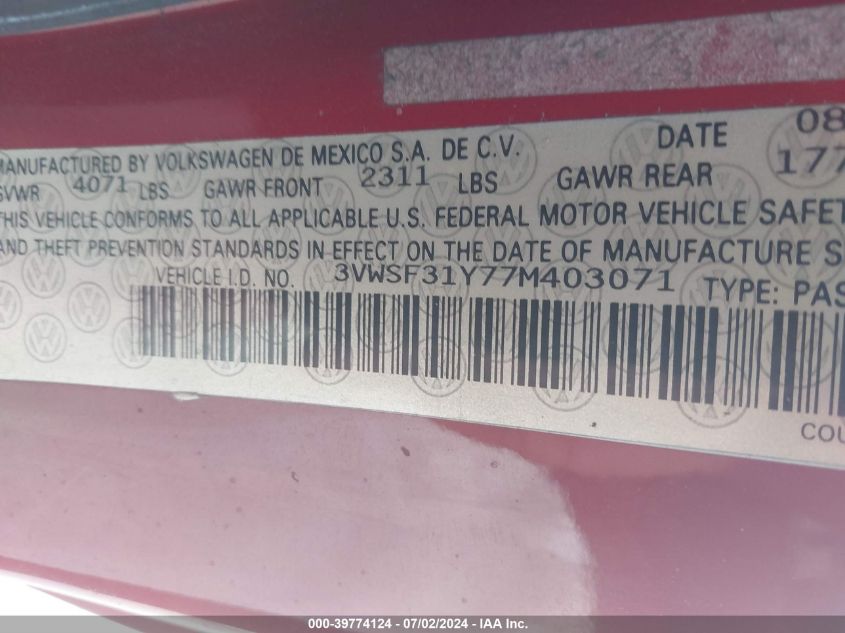 DATE 08
MANUFACTURED BY VOLKSWAGEN DE MEXICO S.A. DE C.V.
GVWR 4071 LBS GAWR FRONT 2311 LBS GAWR REAR 177
THIS VEHICLE CONFORMS TO ALL APPLICABLE U.S. FEDERAL MOTOR VEHICLE SAFET
AND THEFT PREVENTION STANDARDS IN EFFECT ON THE DATE OF MANUFACTURE S
VEHICLE I.D. NO. 3VWSF31Y77M403071 TYPE: PAS
COU
000-39774124 - 07/02/2024 - IAA Inc.